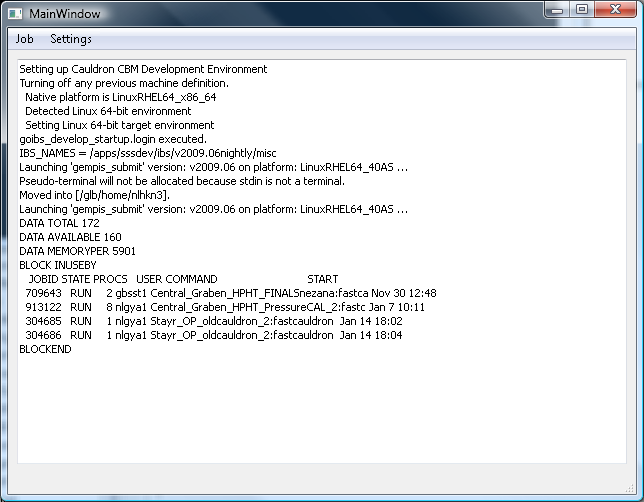 MainWindow
Job Settings
Setting up Cauldron CBM Development Environment
Turning off any previous machine definition.
Native platform is LinuxRHEL64_x86_64
Detected Linux 64-bit environment
Setting Linux 64-bit target environment
goibs_develop_startup.login executed.
IBS_NAMES = /apps/sssdev/ibs/v2009.06nightly/misc
Launching 'gempis_submit' version: v2009.06 on platform: LinuxRHEL64_40AS ...
Pseudo-terminal will not be allocated because stdin is not a terminal.
Moved into [/glb/home/nlhkn3].
Launching 'gempis_submit' version: v2009.06 on platform: LinuxRHEL64_40AS ...
DATA TOTAL 172
DATA AVAILABLE 160
DATA MEMORYPER 5901
BLOCK INUSEBY
JOBID STATE PROCS USER COMMAND START
709643 RUN 2 gbsst1 Central_Graben_HPHT_FINALSnezana:fastca Nov 30 12:48
913122 RUN 8 nlgya1 Central_Graben_HPHT_PressureCAL_2:fastc Jan 7 10:11
304685 RUN 1 nlgya1 Stayr_OP_oldcauldron_2:fastcauldron Jan 14 18:02
304686 RUN 1 nlgya1 Stayr_OP_oldcauldron_2:fastcauldron Jan 14 18:04
BLOCKEND